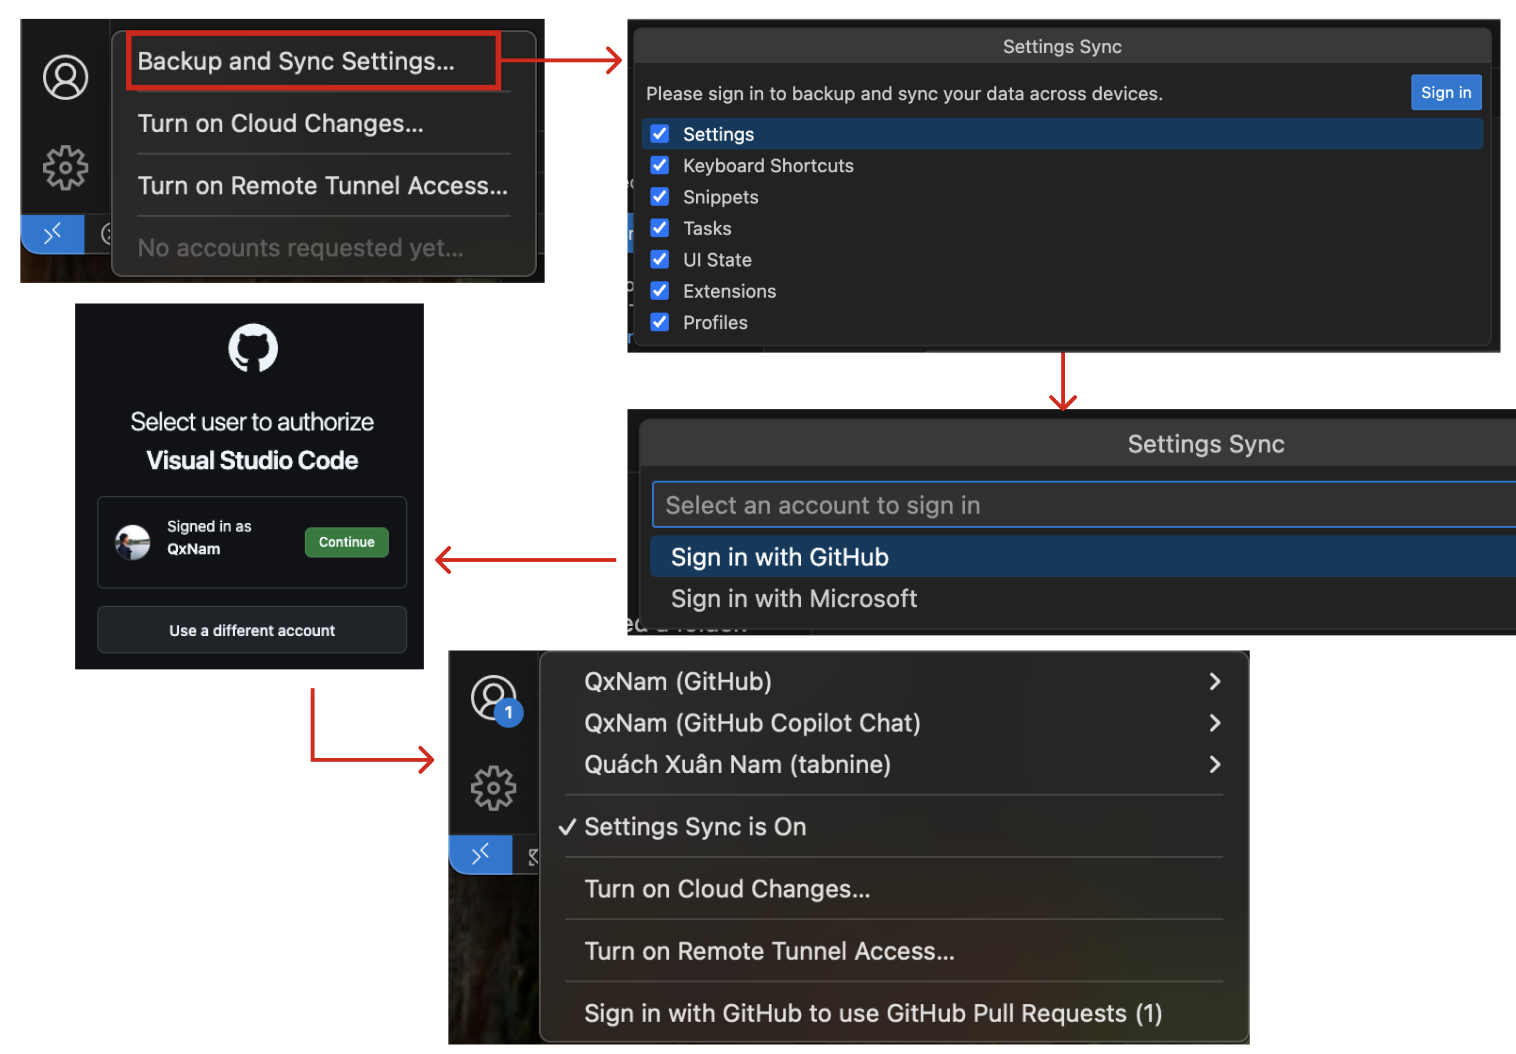 Backup and Sync Settings...
Turn on Cloud Changes...
Turn on Remote Tunnel Access...
No accounts requested yet...
Settings Sync
Please sign in to backup and sync your data across devices.
Sign in
Settings
Keyboard Shortcuts
Snippets
Tasks
UI State
Extensions
Profiles
Settings Sync
Select an account to sign in
Sign in with GitHub
Sign in with Microsoft
Select user to authorize
Visual Studio Code
Signed in as
QxNam
Continue
Use a different account
1
QxNam (GitHub)
QxNam (GitHub Copilot Chat)
Quách Xuân Nam (tabnine)
Settings Sync is On
Turn on Cloud Changes...
Turn on Remote Tunnel Access...
Sign in with GitHub to use GitHub Pull Requests (1)